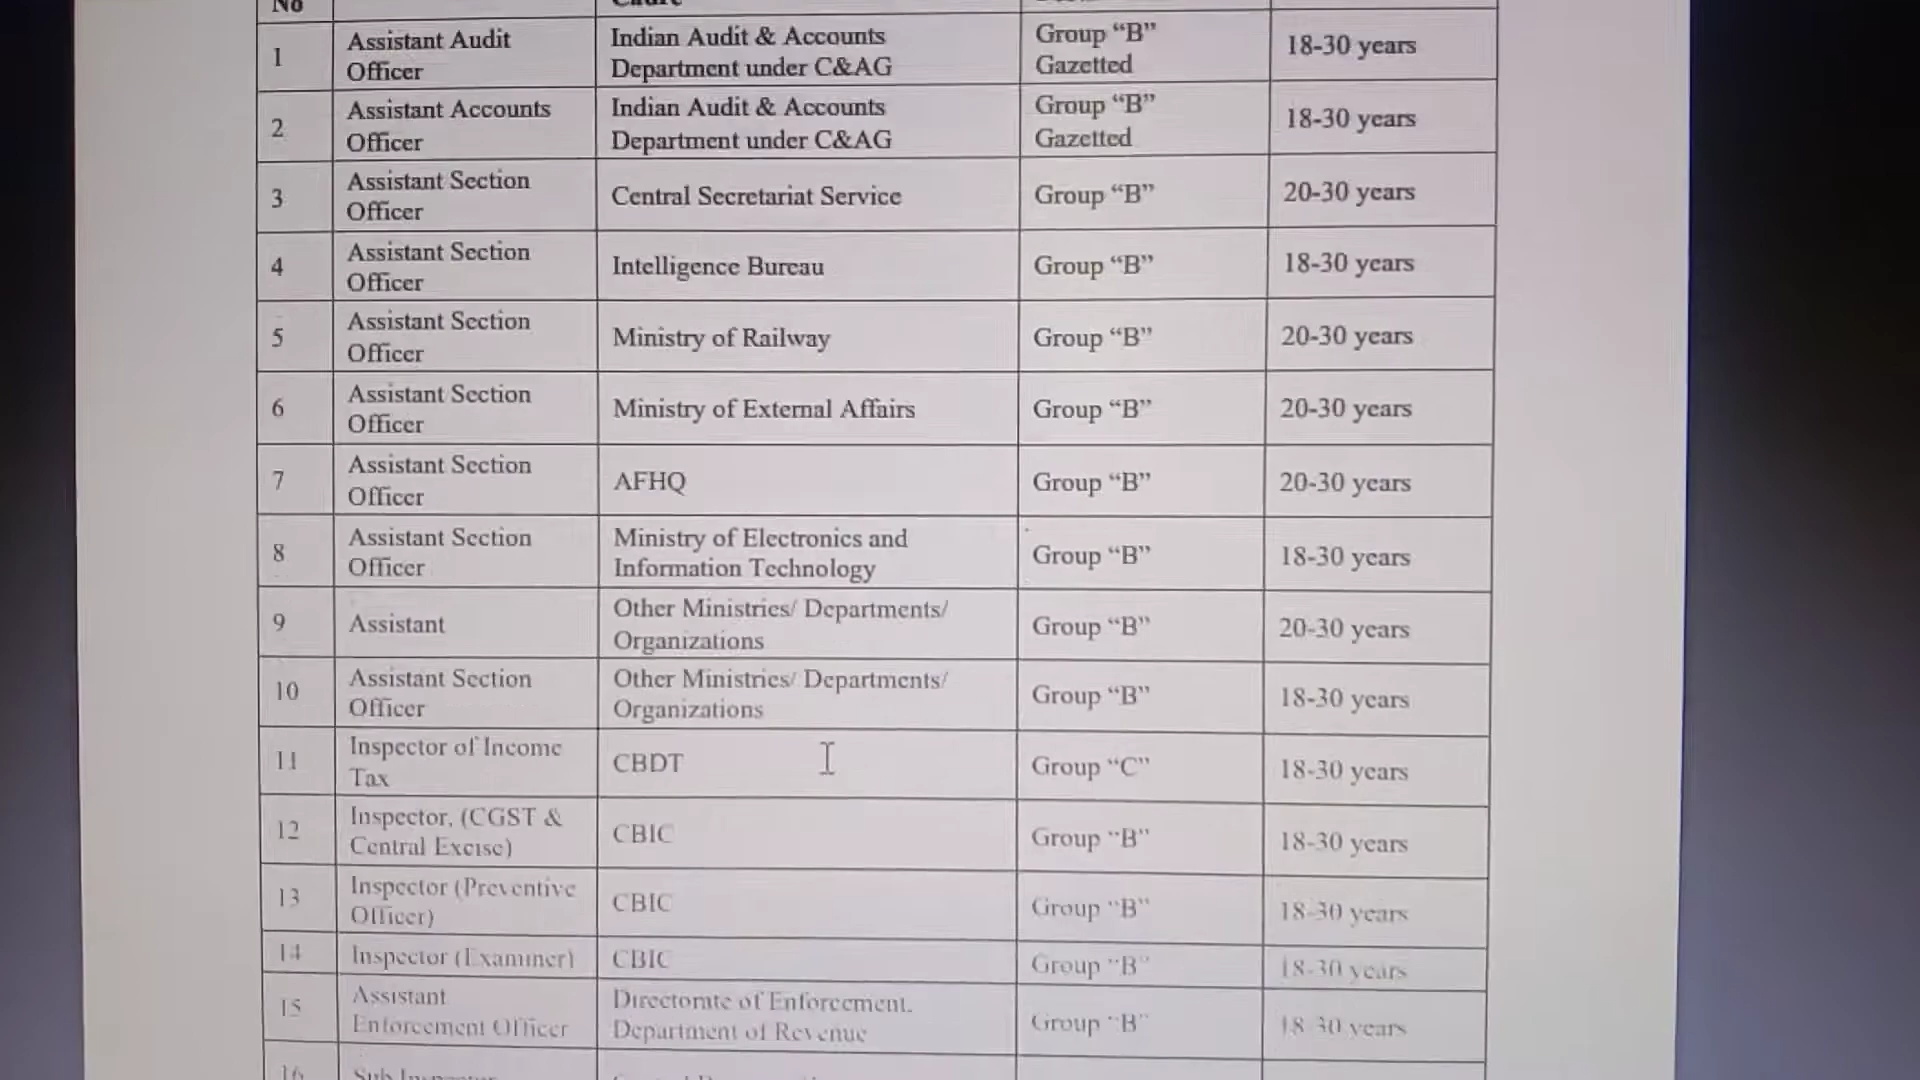 No
Cadre
1 Assistant Audit Officer Indian Audit & Accounts Department under C&AG Group “B” Gazetted 18-30 years
2 Assistant Accounts Officer Indian Audit & Accounts Department under C&AG Group “B” Gazetted 18-30 years
3 Assistant Section Officer Central Secretariat Service Group “B” 20-30 years
4 Assistant Section Officer Intelligence Bureau Group “B” 18-30 years
5 Assistant Section Officer Ministry of Railway Group “B” 20-30 years
6 Assistant Section Officer Ministry of External Affairs Group “B” 20-30 years
7 Assistant Section Officer AFHQ Group “B” 20-30 years
8 Assistant Section Officer Ministry of Electronics and Information Technology Group “B” 18-30 years
9 Assistant Other Ministries/ Departments/ Organizations Group “B” 20-30 years
10 Assistant Section Officer Other Ministries/ Departments/ Organizations Group “B” 18-30 years
11 Inspector of Income Tax CBDT Group “C” 18-30 years
12 Inspector, (CGST & Central Excise) CBIC Group “B” 18-30 years
13 Inspector (Preventive Officer) CBIC Group “B” 18-30 years
14 Inspector (Examiner) CBIC Group “B” 18-30 years
15 Assistant Enforcement Officer Directorate of Enforcement, Department of Revenue Group “B” 18-30 years
16 Sub Inspector